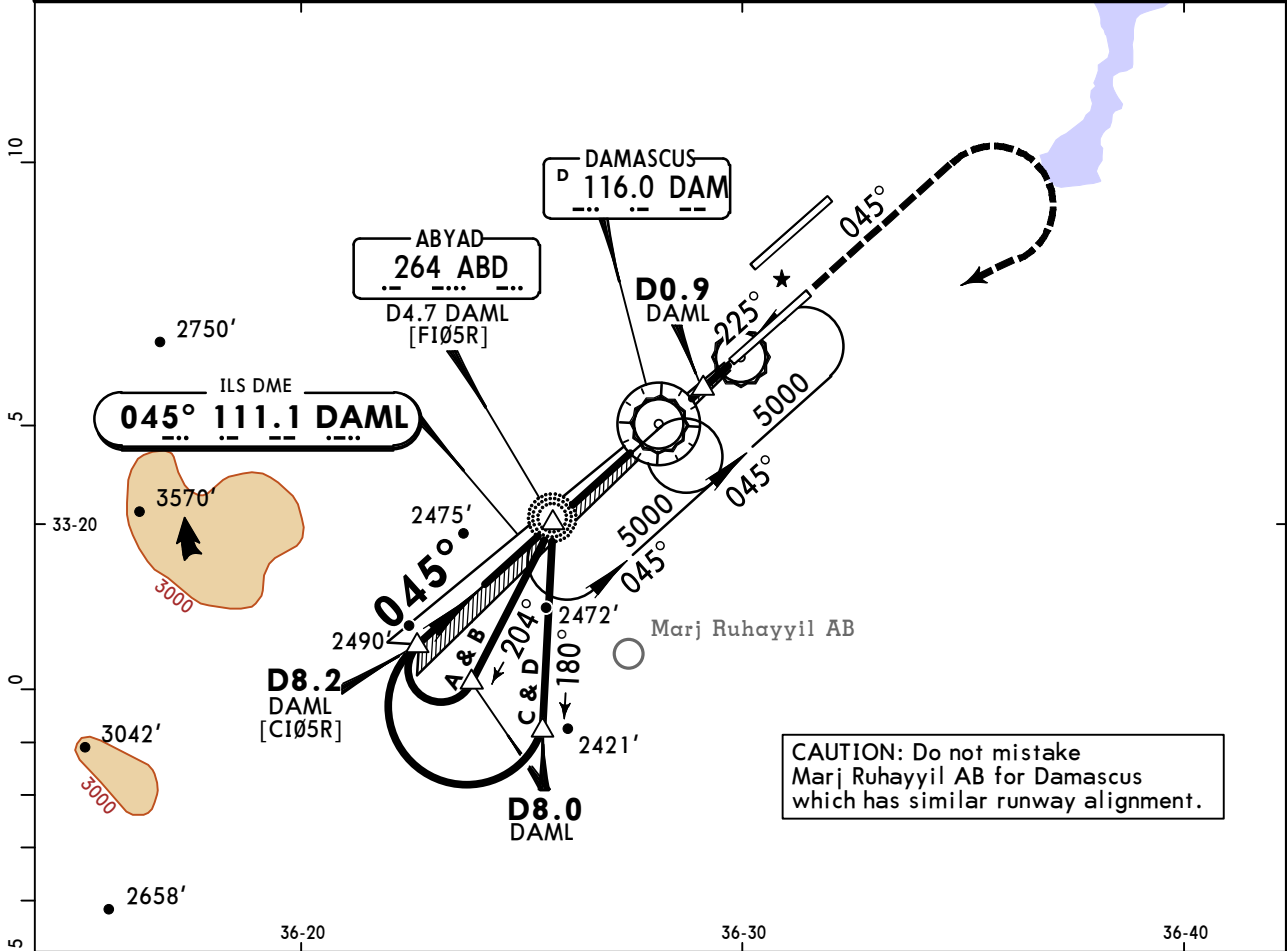 10
DAMASCUS
D 116.0 DAM
045°
ABYAD
264 ABD
D4.7 DAML
[FIØ5R]
D0.9
DAML
225°
2750'
ILS DME
045° 111.1 DAML
5
5000
045°
3570'
33-20
3000
2475'
5000
045°
045°
2490'
2472'
A & B
204°
C & D
180°
Marj Ruhayyil AB
D8.2
DAML
[CIØ5R]
0
3042'
3000
2421'
D8.0
DAML
CAUTION: Do not mistake
Marj Ruhayyil AB for Damascus
which has similar runway alignment.
2658'
5
36-20
36-30
36-40